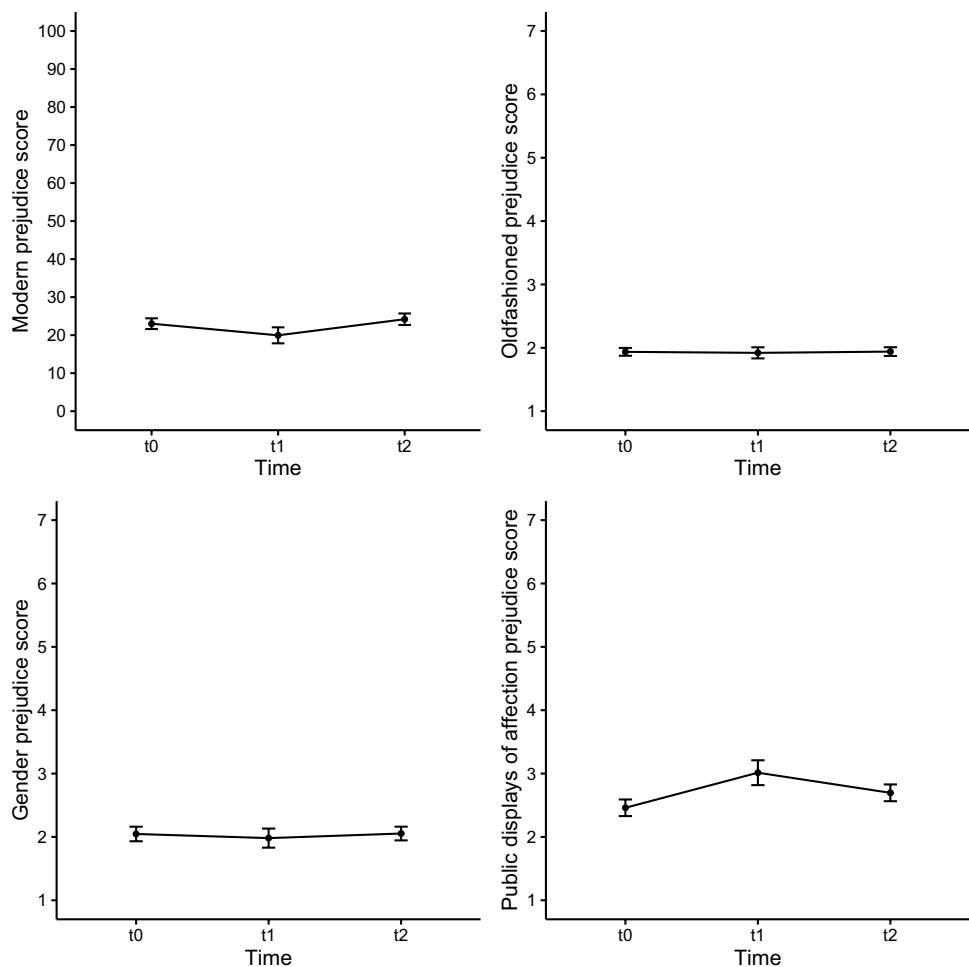 Modern prejudice score
100
90
80
70
60
50
40
30
20
10
0
t0 t1 t2
Time
Oldfashioned prejudice score
7
6
5
4
3
2
1
t0 t1 t2
Time
Gender prejudice score
7
6
5
4
3
2
1
t0 t1 t2
Time
Public displays of affection prejudice score
7
6
5
4
3
2
1
t0 t1 t2
Time